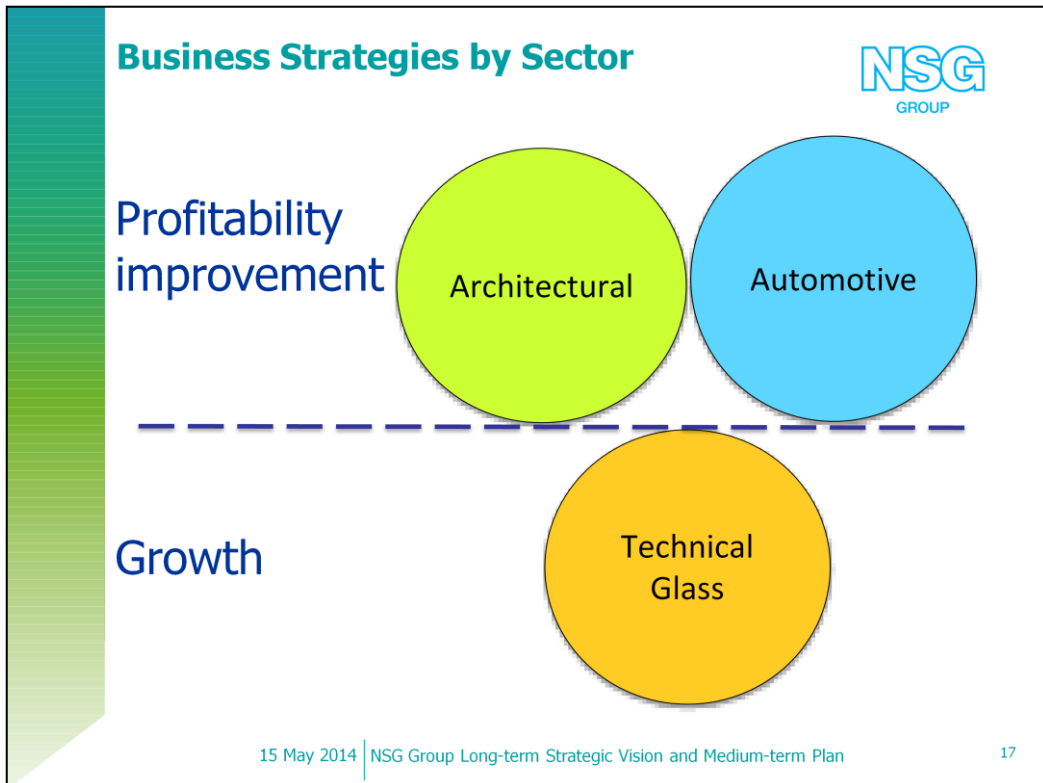 Business Strategies by Sector
NSG
GROUP
Profitability
improvement
Architectural
Automotive
Growth
Technical
Glass
15 May 2014
NSG Group Long-term Strategic Vision and Medium-term Plan
17